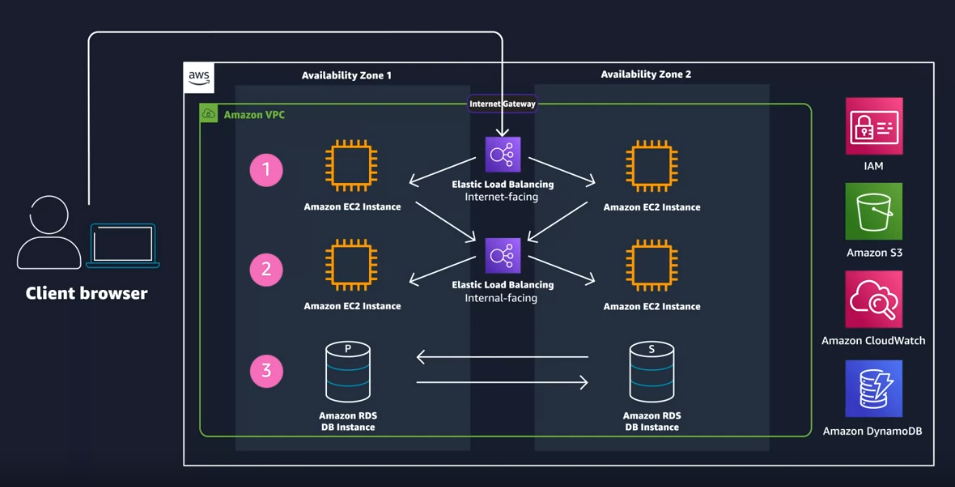 aws
Availability Zone 1
Availability Zone 2
Internet Gateway
Amazon VPC
1
Amazon EC2 Instance
Elastic Load Balancing
Internet-facing
Amazon EC2 Instance
IAM
2
Amazon EC2 Instance
Elastic Load Balancing
Internal-facing
Amazon EC2 Instance
Amazon S3
Client browser
Amazon CloudWatch
3
P
S
Amazon RDS
DB Instance
Amazon RDS
DB Instance
Amazon DynamoDB